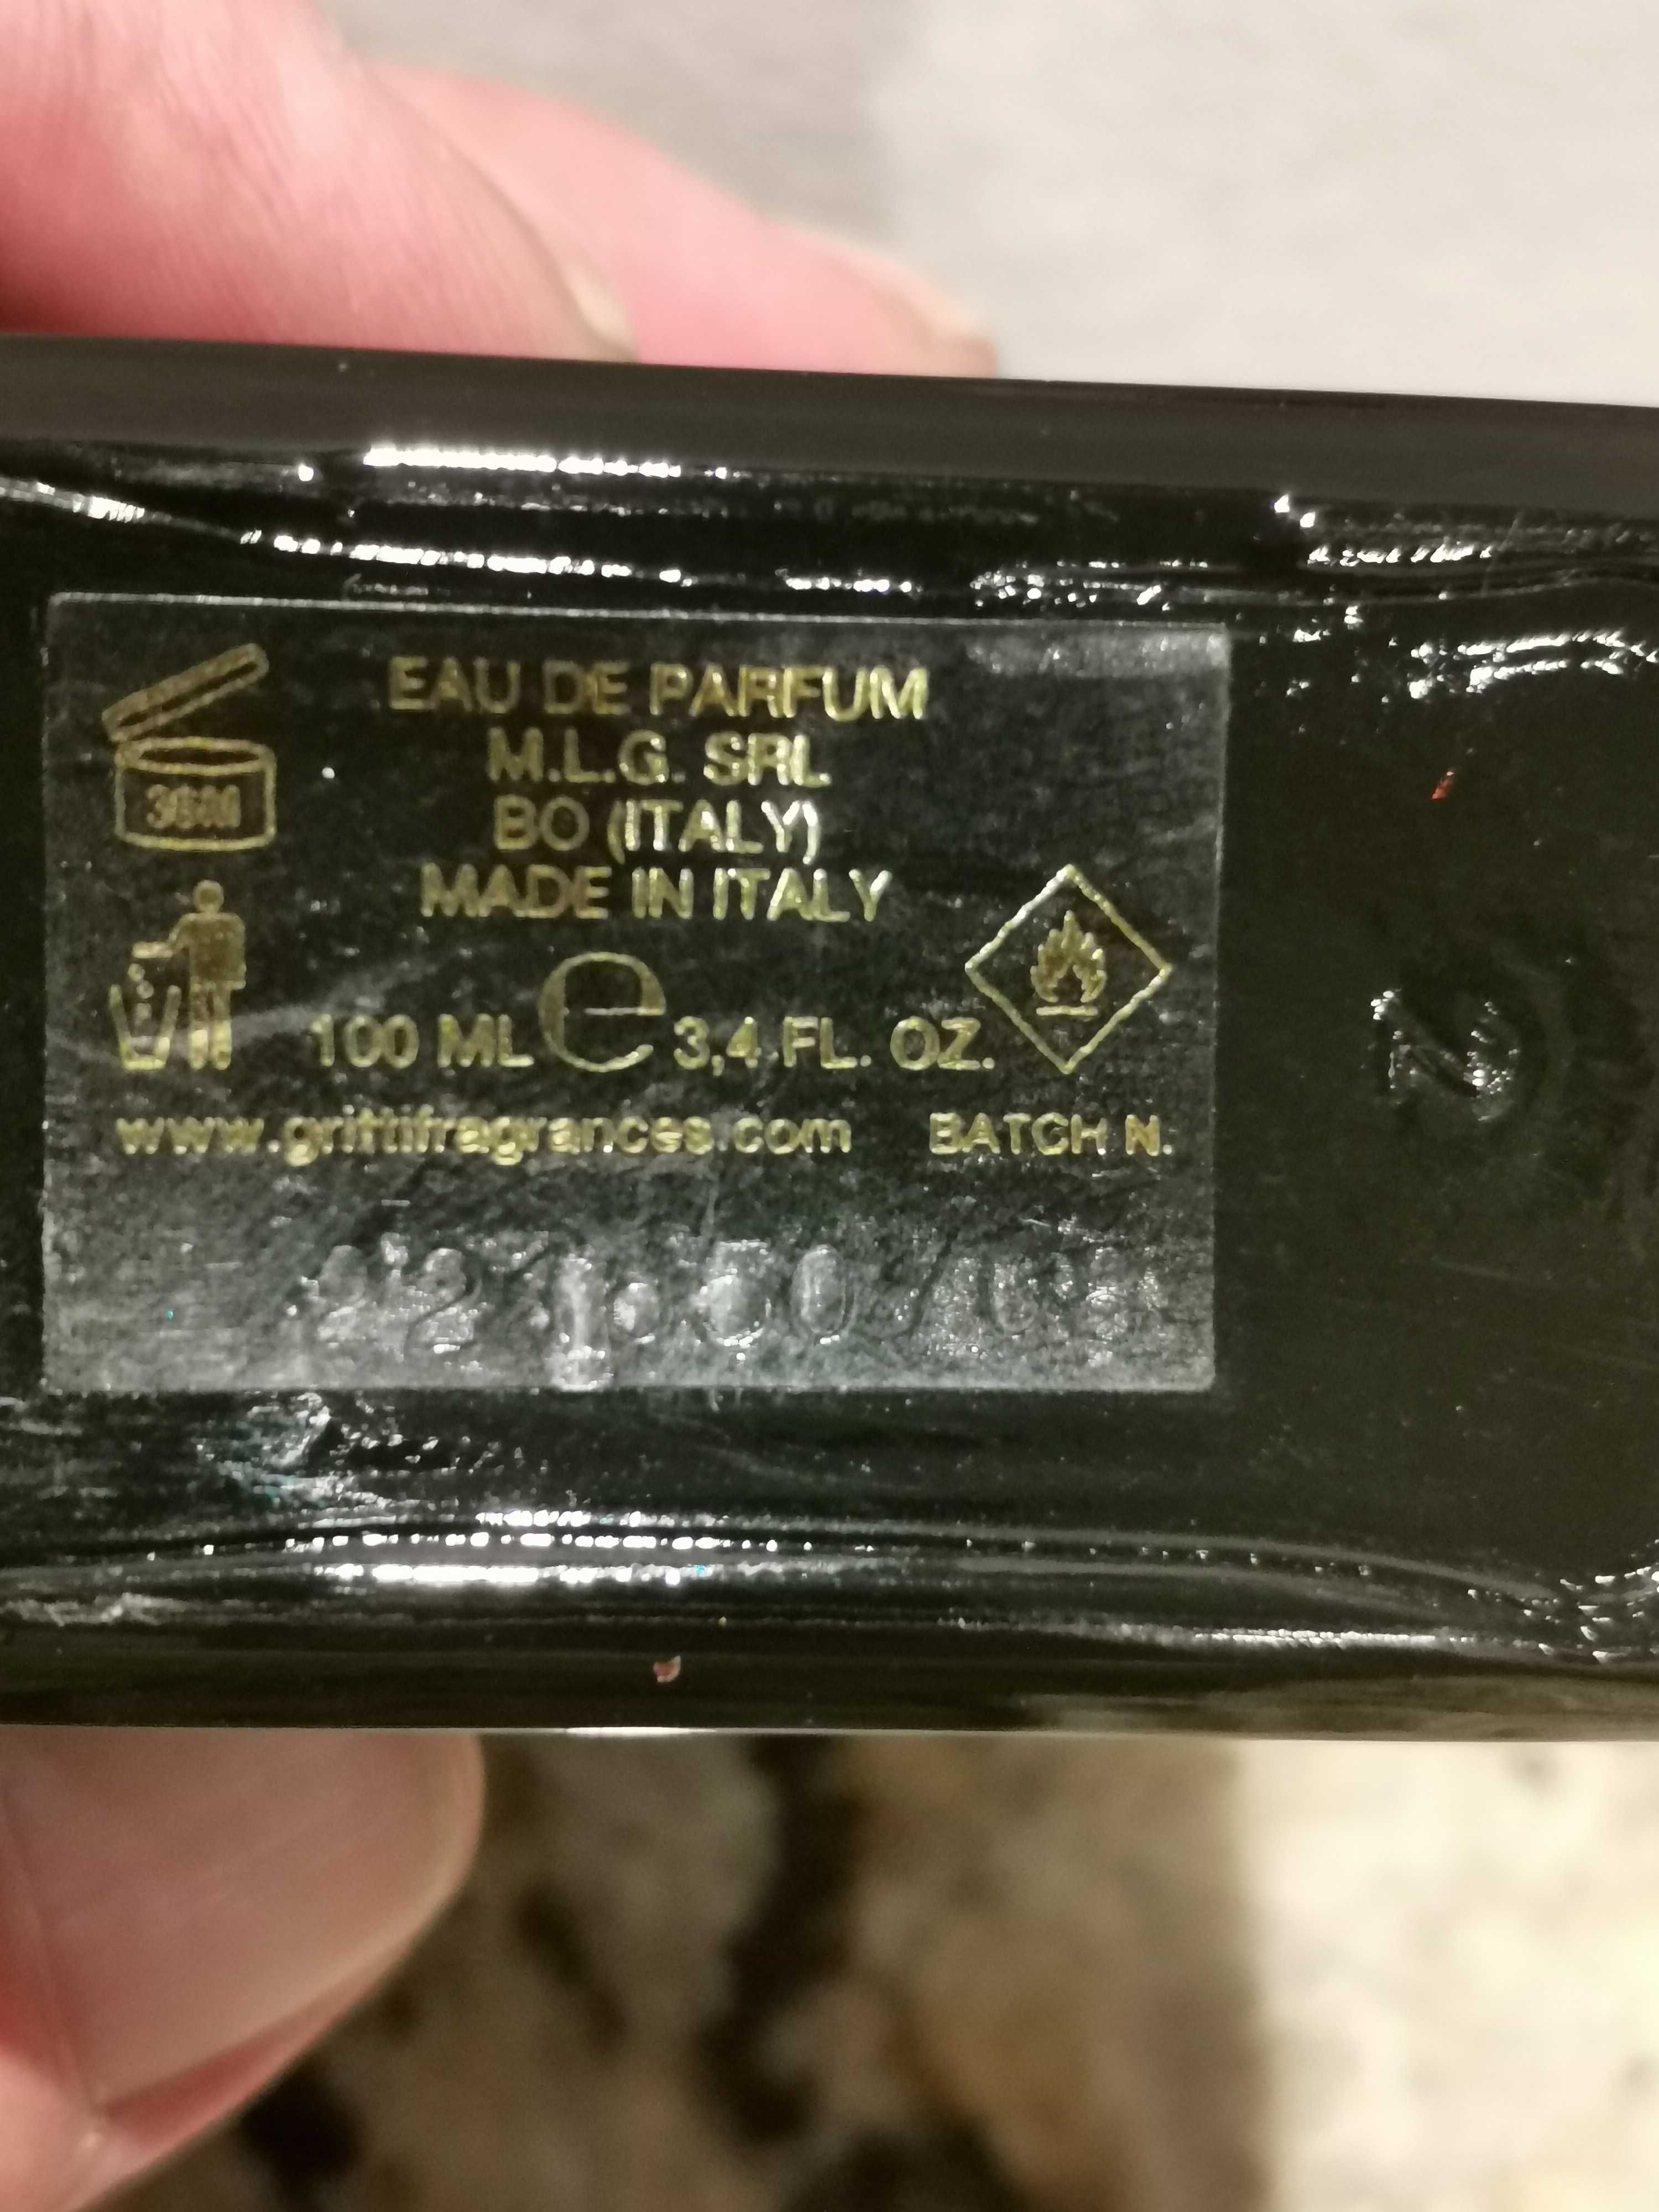 EAU DE PARFUM
M.L.G. SRL
BO (ITALY)
36M
MADE IN ITALY
100 ML e 3,4 FL. OZ.
www.grittifragrances.com BATCH N.
2